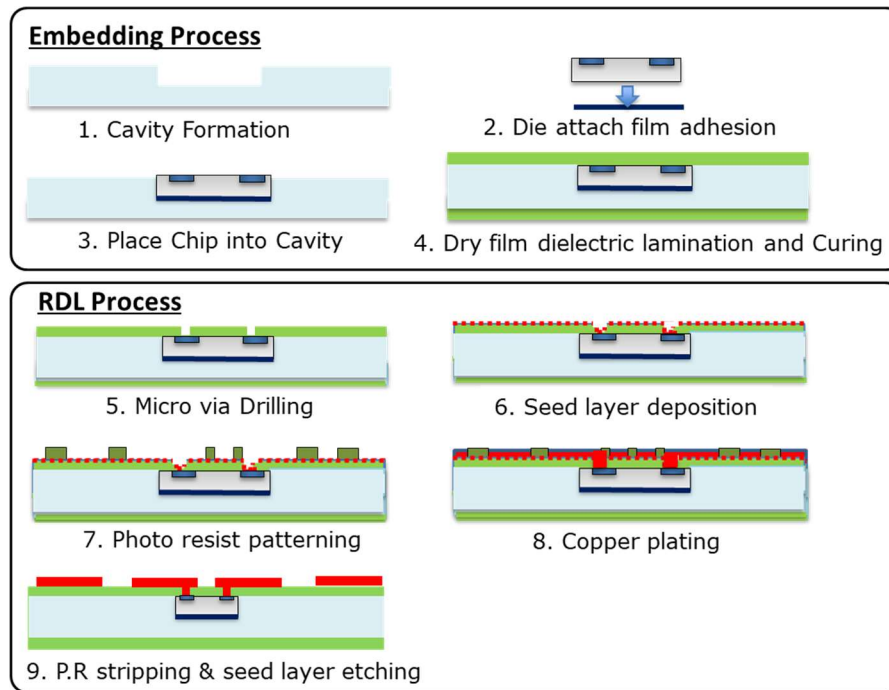 Embedding Process
1. Cavity Formation
2. Die attach film adhesion
3. Place Chip into Cavity
4. Dry film dielectric lamination and Curing
RDL Process
5. Micro via Drilling
6. Seed layer deposition
7. Photo resist patterning
8. Copper plating
9. P.R stripping & seed layer etching